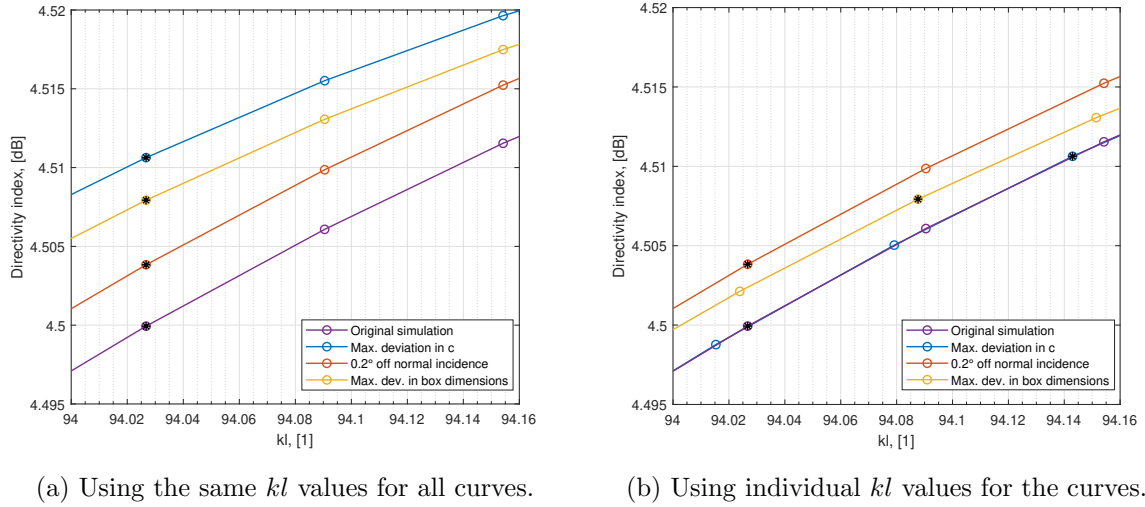 4.52
4.515
4.51
4.505
4.5
4.495
Directivity index, [dB]
94 94.02 94.04 94.06 94.08 94.1 94.12 94.14 94.16
kl, [1]
Original simulation
Max. deviation in c
0.2° off normal incidence
Max. dev. in box dimensions
(a) Using the same kl values for all curves.
4.52
4.515
4.51
4.505
4.5
4.495
Directivity index, [dB]
94 94.02 94.04 94.06 94.08 94.1 94.12 94.14 94.16
kl, [1]
Original simulation
Max. deviation in c
0.2° off normal incidence
Max. dev. in box dimensions
(b) Using individual kl values for the curves.